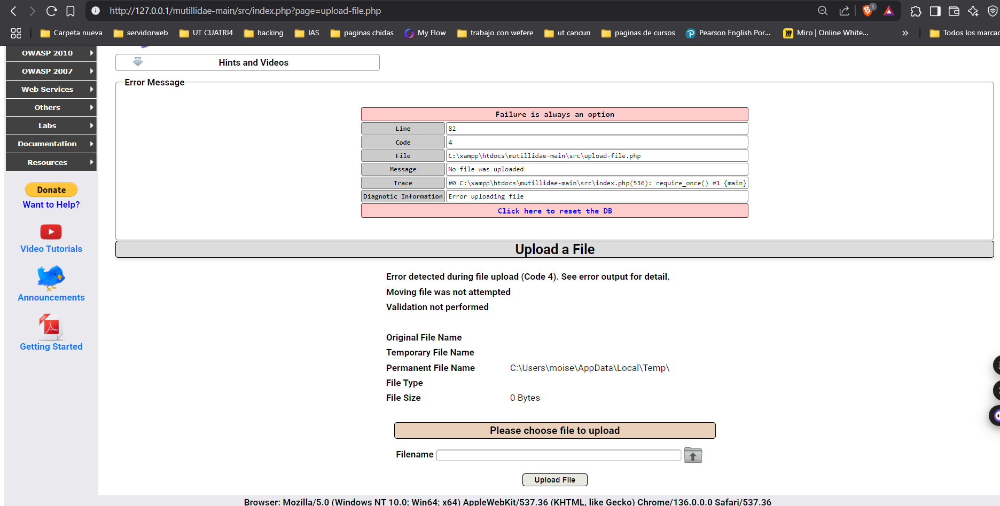 http://127.0.0.1/mutillidae-main/src/index.php?page=upload-file.php
1
Carpeta nueva
servidorweb
UT CUATRI4
hacking
IAS
paginas chidas
My Flow
trabajo con wefere
ut cancun
paginas de cursos
Pearson English Por...
Miro | Online White...
»
Todos los marcad
OWASP 2010
OWASP 2007
Web Services
Others
Labs
Documentation
Resources
Donate
Want to Help?
Video Tutorials
Announcements
Getting Started
Hints and Videos
Error Message
Failure is always an option
Line 82
Code 4
File C:\xampp\htdocs\mutillidae-main\src\upload-file.php
Message No file was uploaded
Trace #0 C:\xampp\htdocs\mutillidae-main\src\index.php(536): require_once() #1 {main}
Diagnotic Information Error uploading file
Click here to reset the DB
Upload a File
Error detected during file upload (Code 4). See error output for detail.
Moving file was not attempted
Validation not performed
Original File Name
Temporary File Name
Permanent File Name C:\Users\moise\AppData\Local\Temp\
File Type
File Size 0 Bytes
Please choose file to upload
Filename
Upload File
Browser: Mozilla/5.0 (Windows NT 10.0; Win64; x64) AppleWebKit/537.36 (KHTML, like Gecko) Chrome/136.0.0.0 Safari/537.36